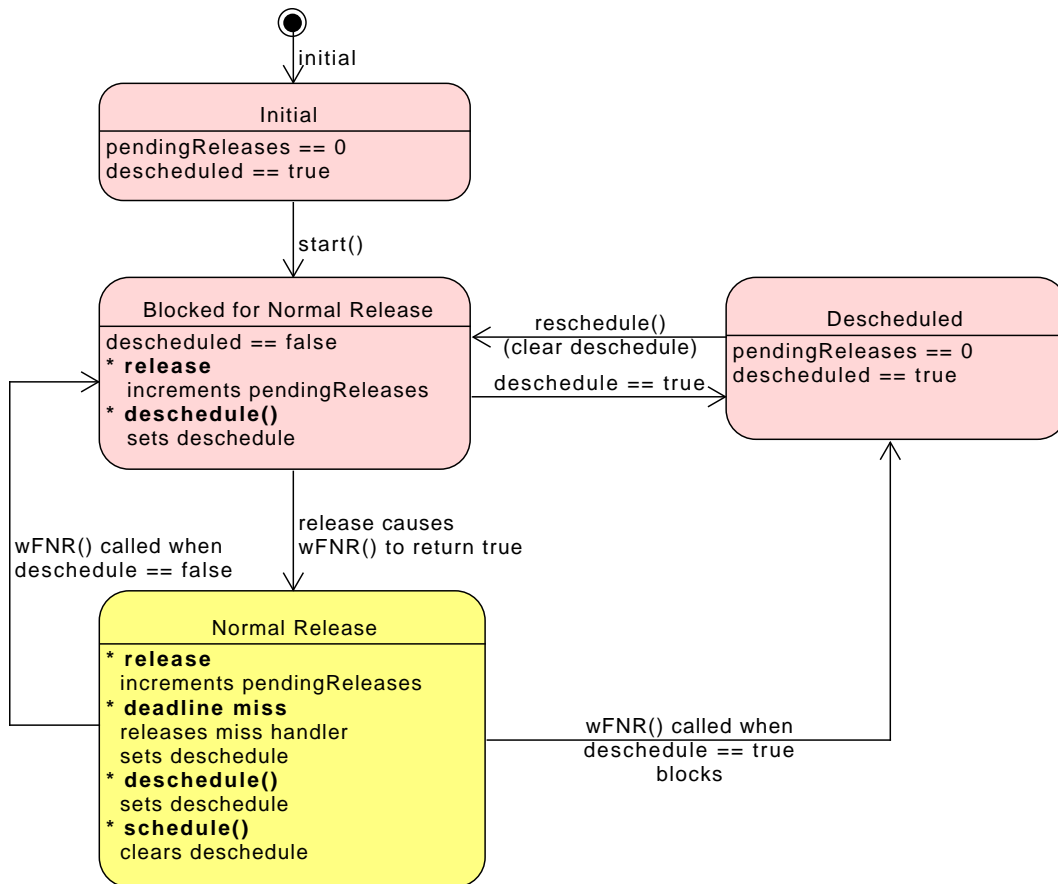 initial
Initial
pendingReleases == 0
descheduled == true
start()
Blocked for Normal Release
descheduled == false
* release
increments pendingReleases
* deschedule()
sets deschedule
reschedule()
(clear deschedule)
deschedule == true
Descheduled
pendingReleases == 0
descheduled == true
release causes
wFNR() to return true
wFNR() called when
deschedule == false
Normal Release
* release
increments pendingReleases
* deadline miss
releases miss handler
sets deschedule
* deschedule()
sets deschedule
* schedule()
clears deschedule
wFNR() called when
deschedule == true
blocks